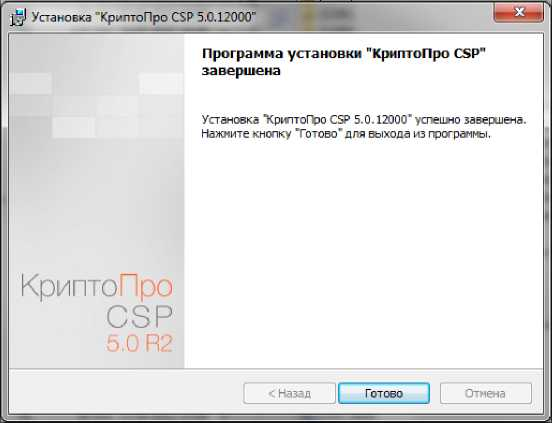 Установка "КриптоПро CSP 5.0.12000"
Программа установки "КриптоПро CSP"
завершена
Установка "КриптоПро CSP 5.0.12000" успешно завершена.
Нажмите кнопку "Готово" для выхода из программы.
КриптоПро
CSP
5.0 R2
< Назад
Готово
Отмена